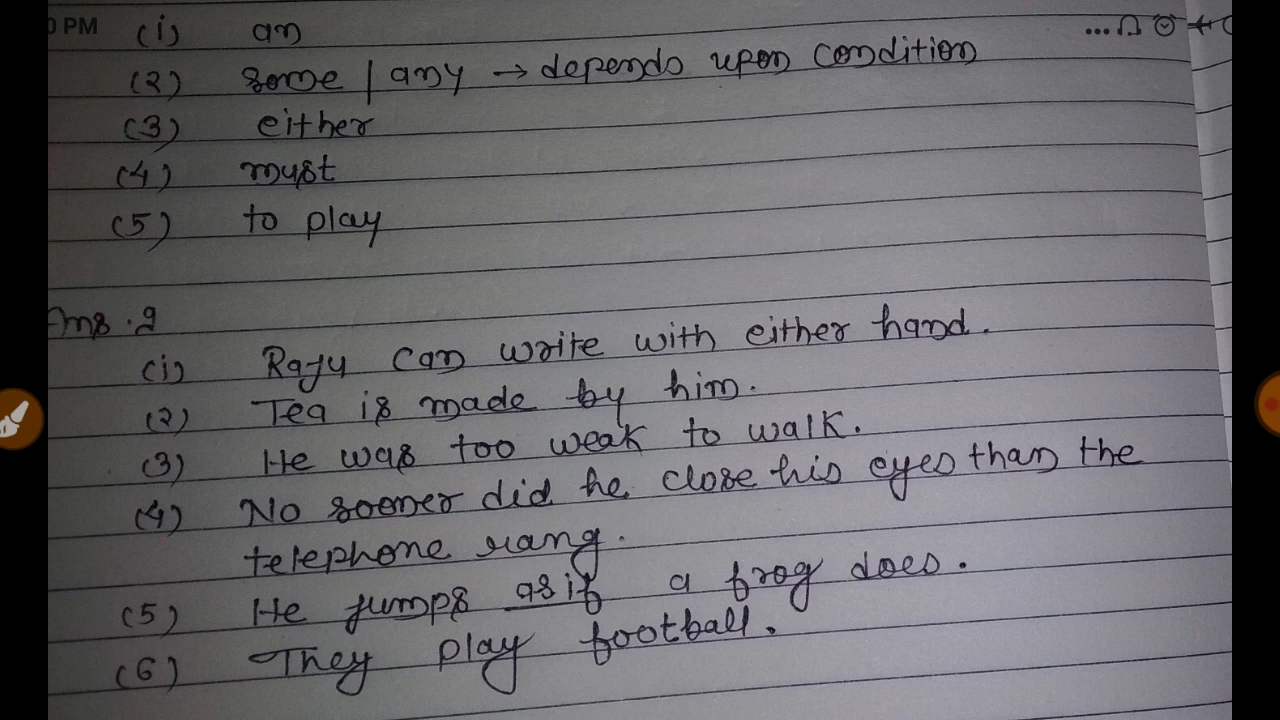 PM (i) an
(2) some / any → depends upon condition
(3) either
(4) must
(5) to play
Ans.2
(i) Raju can write with either hand.
(2) Tea is made by him.
(3) He was too weak to walk.
(4) No sooner did he close his eyes than the
telephone rang.
(5) He jumps as if a frog does.
(6) They play football.